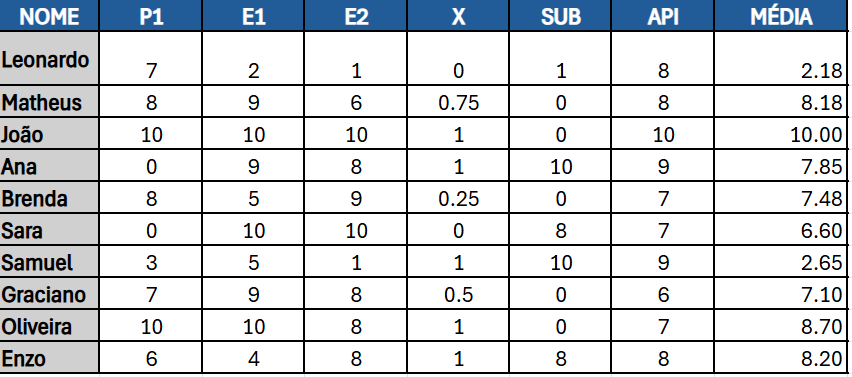 NOME P1 E1 E2 X SUB API MÉDIA
Leonardo 7 2 1 0 1 8 2.18
Matheus 8 9 6 0.75 0 8 8.18
João 10 10 10 1 0 10 10.00
Ana 0 9 8 1 10 9 7.85
Brenda 8 5 9 0.25 0 7 7.48
Sara 0 10 10 0 8 7 6.60
Samuel 3 5 1 1 10 9 2.65
Graciano 7 9 8 0.5 0 6 7.10
Oliveira 10 10 8 1 0 7 8.70
Enzo 6 4 8 1 8 8 8.20